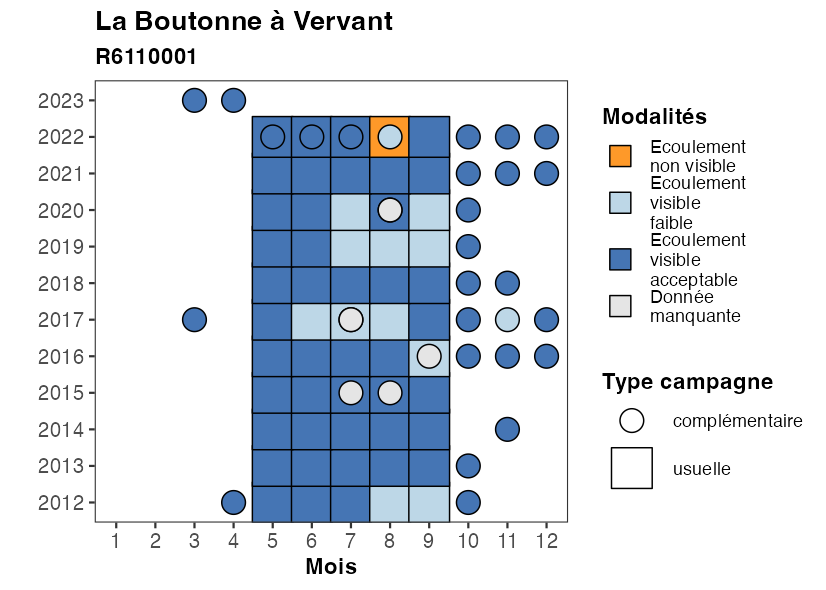 La Boutonne à Vervant
R6110001
2023
2022
2021
2020
2019
2018
2017
2016
2015
2014
2013
2012
1 2 3 4 5 6 7 8 9 10 11 12
Mois
Modalités
Ecoulement
non visible
Ecoulement
visible
faible
Ecoulement
visible
acceptable
Donnée
manquante
Type campagne
complémentaire
usuelle